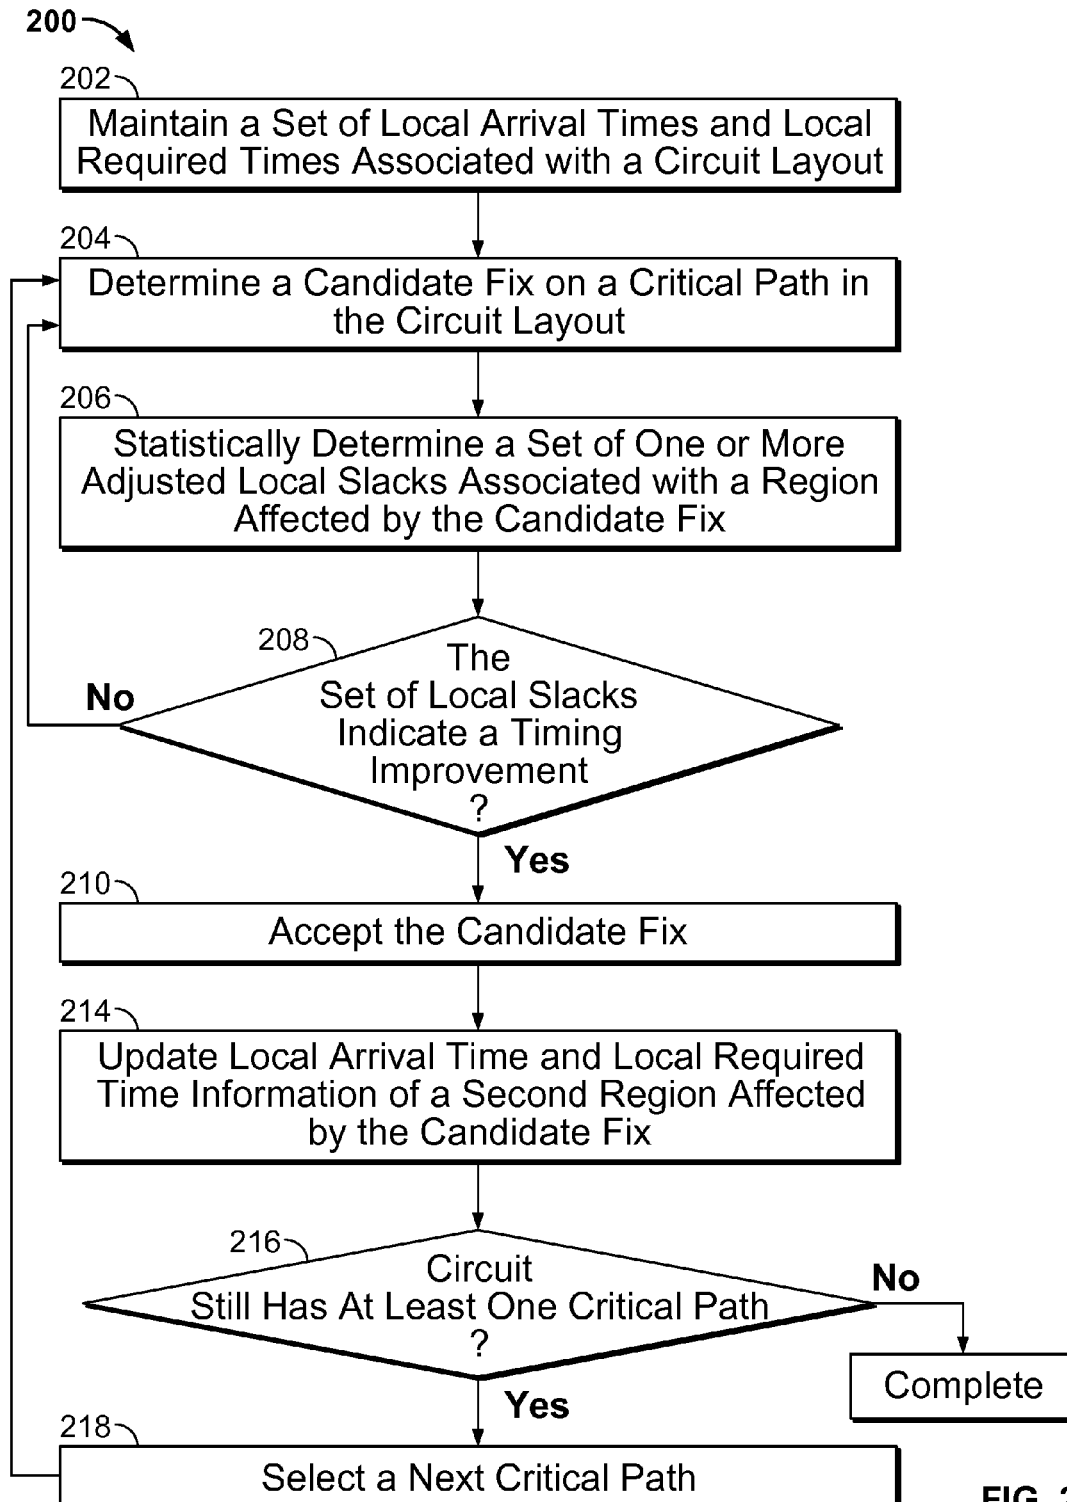 200
202
Maintain a Set of Local Arrival Times and Local
Required Times Associated with a Circuit Layout
204
Determine a Candidate Fix on a Critical Path in
the Circuit Layout
206
Statistically Determine a Set of One or More
Adjusted Local Slacks Associated with a Region
Affected by the Candidate Fix
208
The
Set of Local Slacks
Indicate a Timing
Improvement
?
No
Yes
210
Accept the Candidate Fix
214
Update Local Arrival Time and Local Required
Time Information of a Second Region Affected
by the Candidate Fix
216
Circuit
Still Has At Least One Critical Path
?
No
Complete
Yes
218
Select a Next Critical Path
FIG.